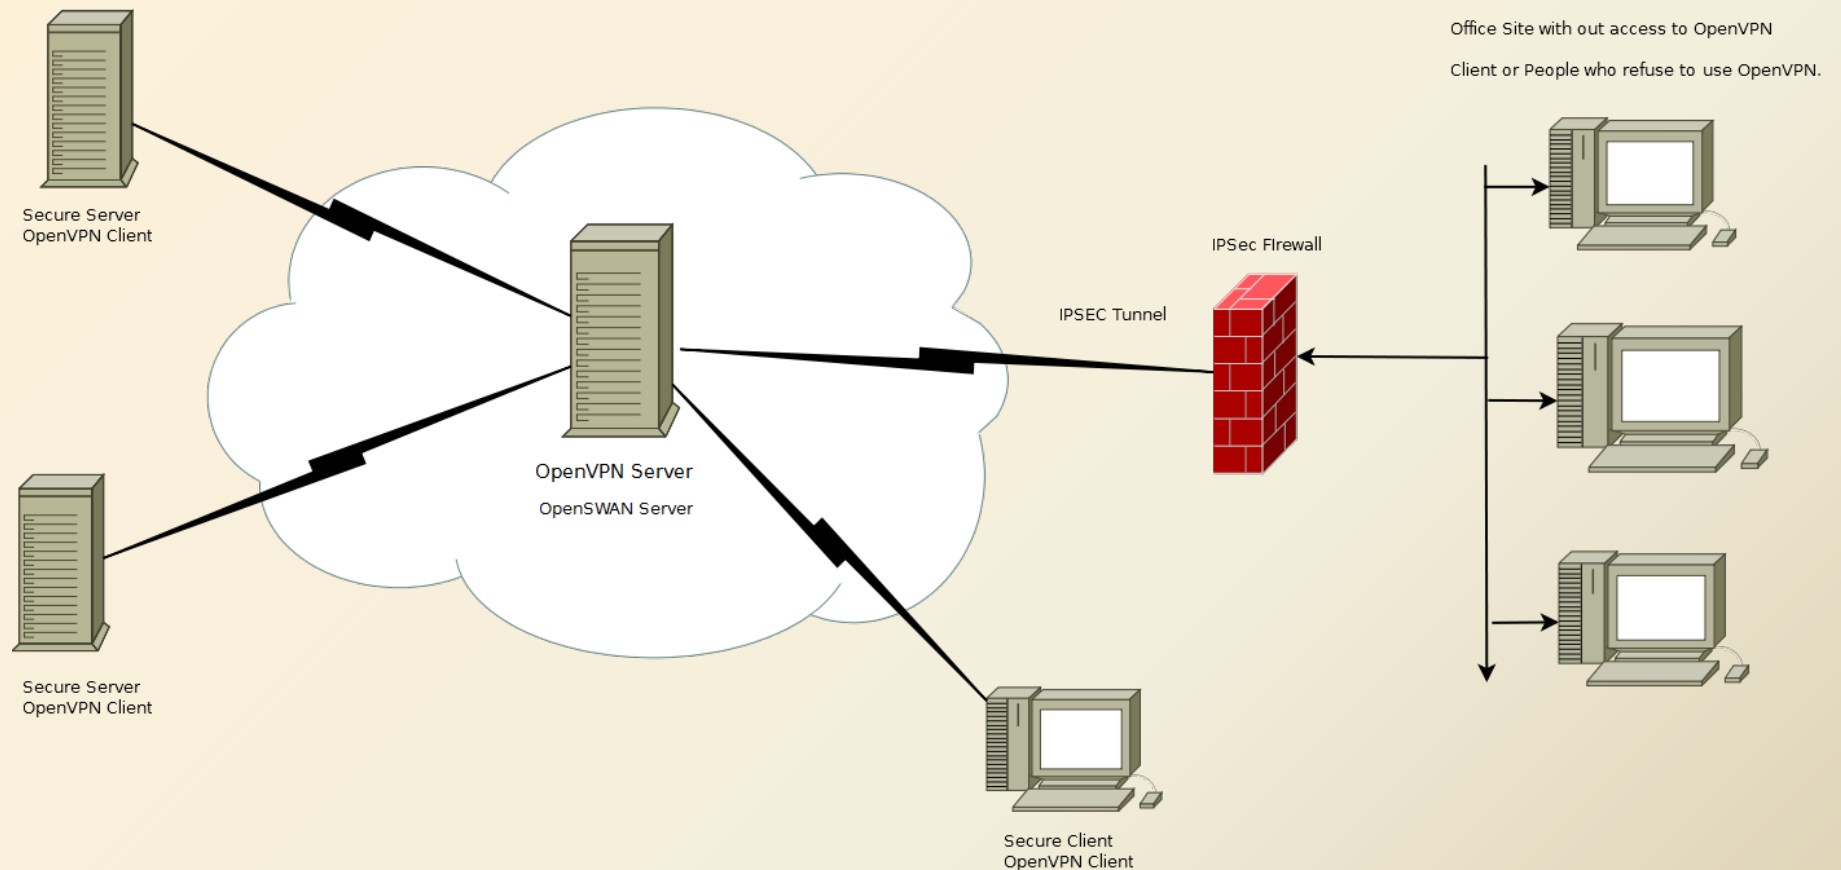 Office Site with out access to OpenVPN
Client or People who refuse to use OpenVPN.
Secure Server
OpenVPN Client
IPSec FIrewall
IPSEC Tunnel
OpenVPN Server
OpenSWAN Server
Secure Server
OpenVPN Client
Secure Client
OpenVPN Client